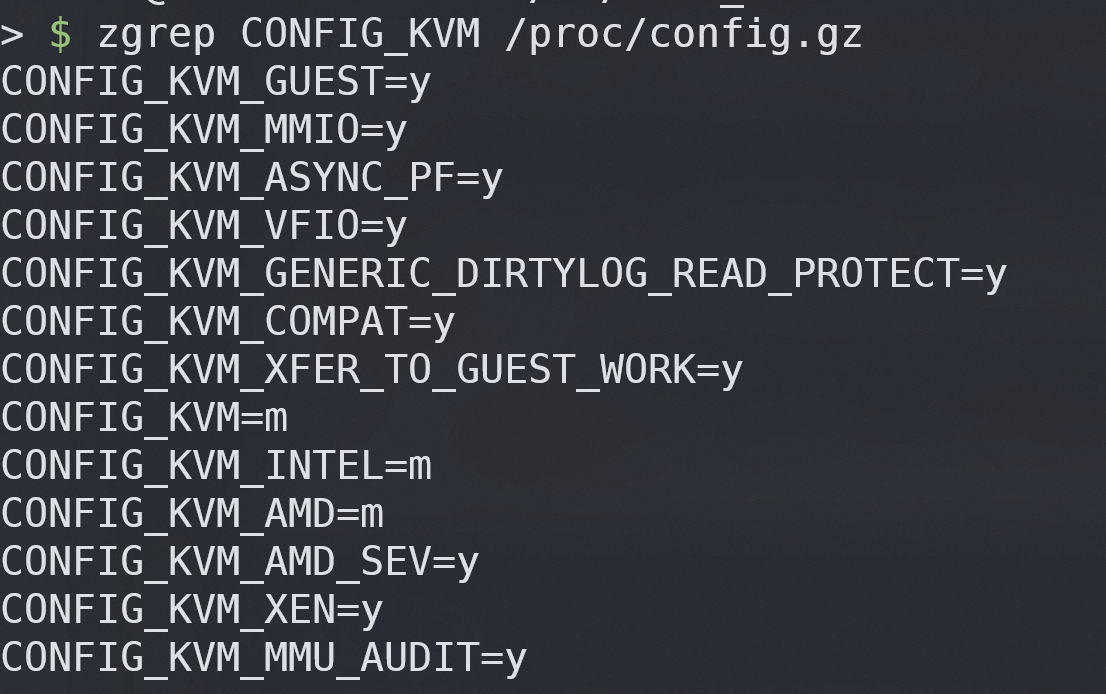 > $ zgrep CONFIG_KVM /proc/config.gz
CONFIG_KVM_GUEST=y
CONFIG_KVM_MMIO=y
CONFIG_KVM_ASYNC_PF=y
CONFIG_KVM_VFIO=y
CONFIG_KVM_GENERIC_DIRTYLOG_READ_PROTECT=y
CONFIG_KVM_COMPAT=y
CONFIG_KVM_XFER_TO_GUEST_WORK=y
CONFIG_KVM=m
CONFIG_KVM_INTEL=m
CONFIG_KVM_AMD=m
CONFIG_KVM_AMD_SEV=y
CONFIG_KVM_XEN=y
CONFIG_KVM_MMU_AUDIT=y